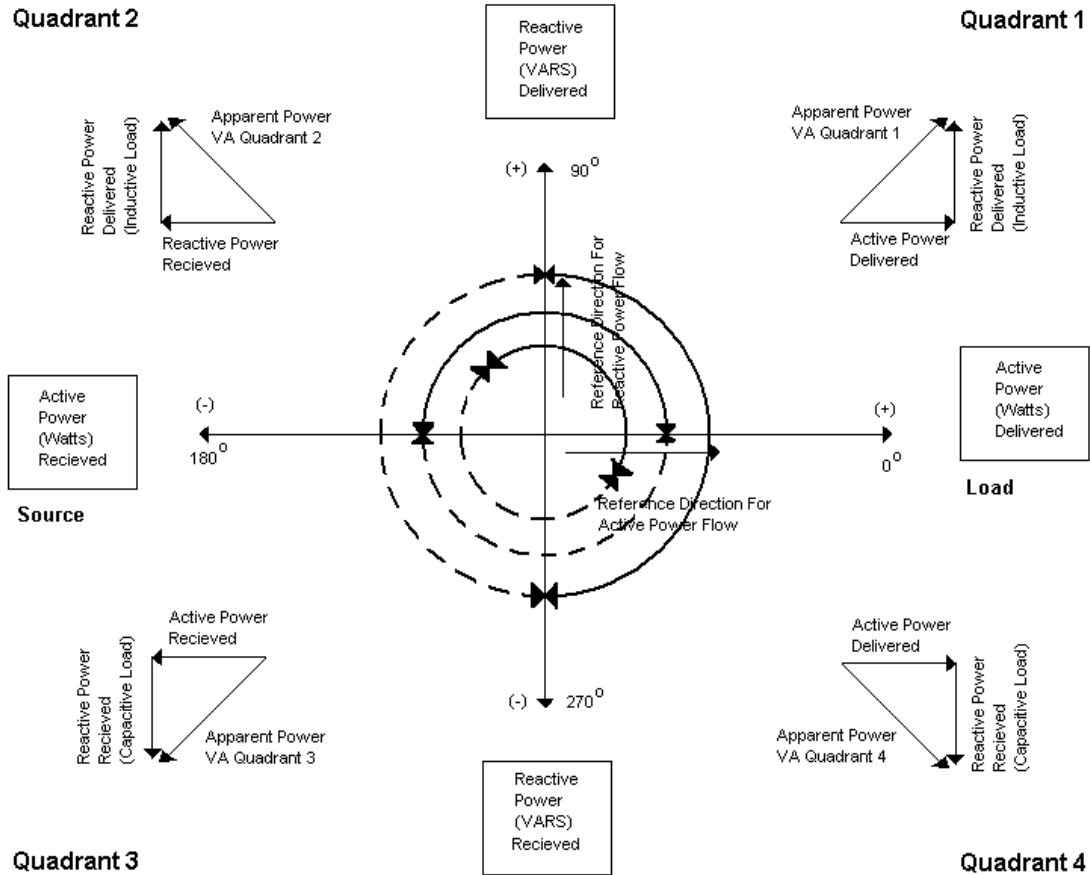 Quadrant 2
Quadrant 1
Reactive
Power
(VARS)
Delivered
Reactive Power
Delivered
(Inductive Load)
Apparent Power
VA Quadrant 2
Reactive Power
Recieved
Apparent Power
VA Quadrant 1
Active Power
Delivered
Reactive Power
Delivered
(Inductive Load)
(+)
90°
Reference Direction For
Reactive Power Flow
Active
Power
(Watts)
Recieved
Source
(-)
180°
(+)
0°
Active
Power
(Watts)
Delivered
Load
Reference Direction For
Active Power Flow
Active Power
Recieved
Reactive Power
Recieved
(Capacitive Load)
Apparent Power
VA Quadrant 3
(-)
270°
Active Power
Delivered
Apparent Power
VA Quadrant 4
Reactive Power
Recieved
(Capacitive Load)
Reactive
Power
(VARS)
Recieved
Quadrant 3
Quadrant 4